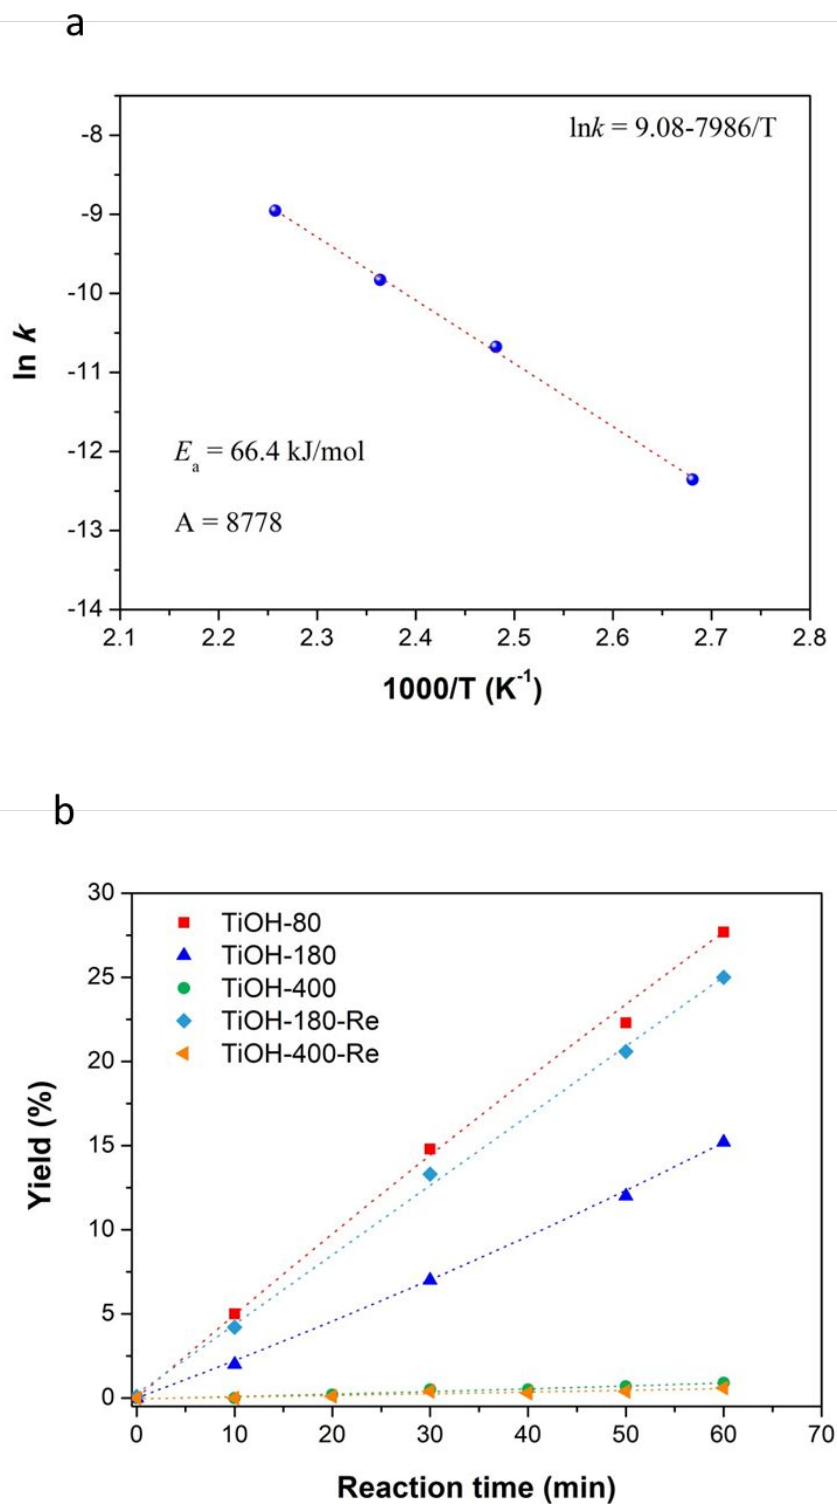 a
lnk = 9.08-7986/T
-8
-9
-10
-11
-12
-13
-14
ln k
Ea = 66.4 kJ/mol
A = 8778
2.1 2.2 2.3 2.4 2.5 2.6 2.7 2.8
1000/T (K-1)
b
30
25
20
15
10
5
0
Yield (%)
TiOH-80
TiOH-180
TiOH-400
TiOH-180-Re
TiOH-400-Re
0 10 20 30 40 50 60 70
Reaction time (min)